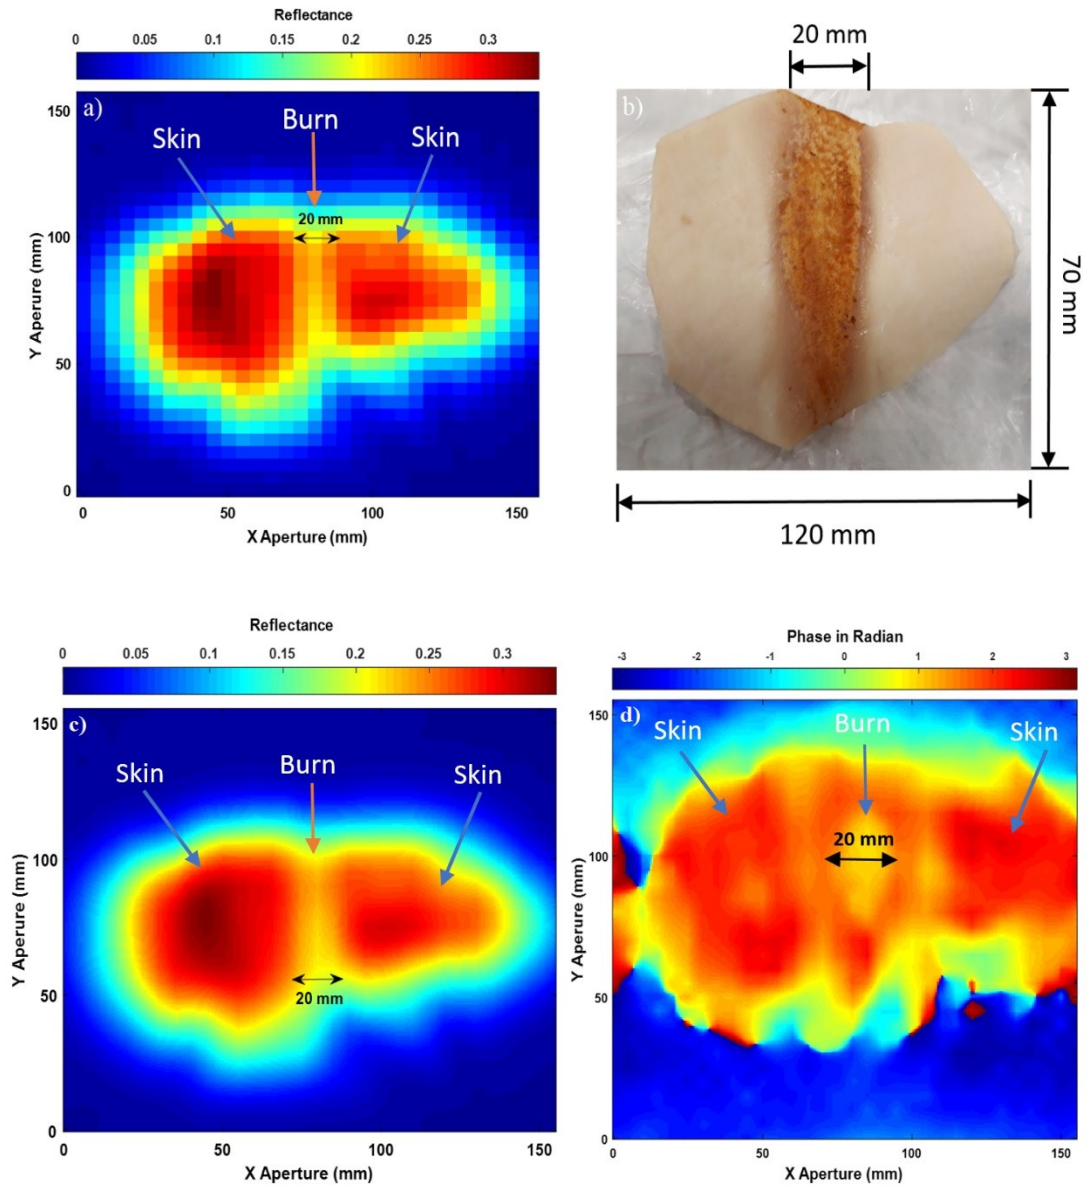 Reflectance
0 0.05 0.1 0.15 0.2 0.25 0.3
a)
Skin
Burn
Skin
20 mm
150
100
50
0
Y Aperure (mm)
0 50 100 150
X Aperture (mm)
20 mm
b)
70 mm
120 mm
Reflectance
0 0.05 0.1 0.15 0.2 0.25 0.3
c)
Skin
Burn
Skin
20 mm
150
100
50
0
Y Aperure (mm)
0 50 100 150
X Aperture (mm)
Phase in Radian
-3 -2 -1 0 1 2 3
d)
Skin
Burn
Skin
20 mm
150
100
50
0
Y Aperure (mm)
0 50 100 150
X Aperture (mm)